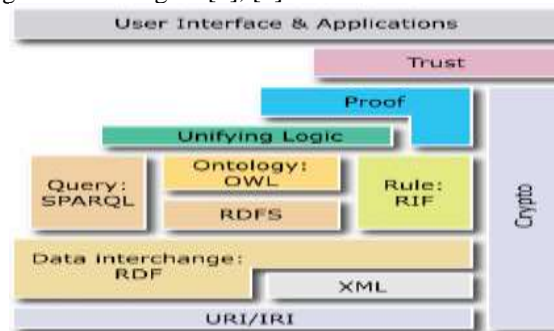 User Interface & Applications
Trust
Proof
Unifying Logic
Query:
SPARQL
Ontology:
OWL
RDFS
Rule:
RIF
Crypto
Data interchange:
RDF
XML
URI/IRI